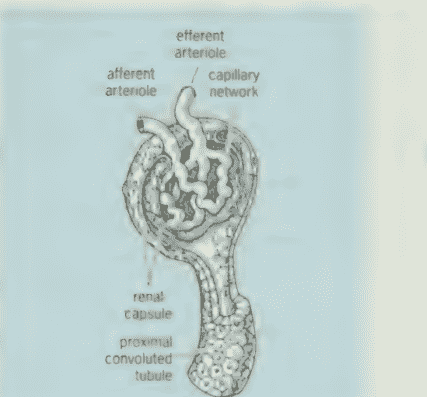 efferent
arteriole
afferent
arteriole
capillary
network
renal
capsule
proximal
convoluted
tubule